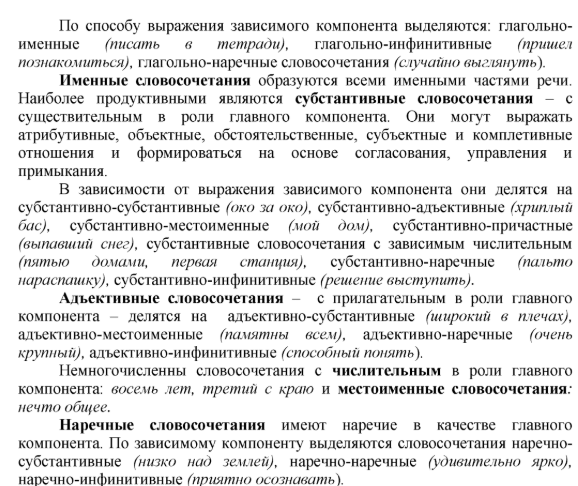 По способу выражения зависимого компонента выделяются: глагольно-
именные (писать в тетради), глагольно-инфинитивные (пришел
познакомиться), глагольно-наречные словосочетания (случайно выглянуть).
Именные словосочетания образуются всеми именными частями речи.
Наиболее продуктивными являются субстантивные словосочетания – с
существительным в роли главного компонента. Они могут выражать
атрибутивные, объектные, обстоятельственные, субъектные и комплетивные
отношения и формироваться на основе согласования, управления и
примыкания.
В зависимости от выражения зависимого компонента они делятся на
субстантивно-субстантивные (око за око), субстантивно-адъективные (хриплый
бас), субстантивно-местоименные (мой дом), субстантивно-причастные
(выпавший снег), субстантивные словосочетания с зависимым числительным
(пятью домами, первая станция), субстантивно-наречные (пальто
нараспашку), субстантивно-инфинитивные (решение выступить).
Адъективные словосочетания – с прилагательным в роли главного
компонента – делятся на адъективно-субстантивные (широкий в плечах),
адъективно-местоименные (памятны всем), адъективно-наречные (очень
крупный), адъективно-инфинитивные (способный понять).
Немногочисленны словосочетания с числительным в роли главного
компонента: восемь лет, третий с краю и местоименные словосочетания:
нечто общее.
Наречные словосочетания имеют наречие в качестве главного
компонента. По зависимому компоненту выделяются словосочетания наречно-
субстантивные (низко над землей), наречно-наречные (удивительно ярко),
наречно-инфинитивные (приятно осознавать).